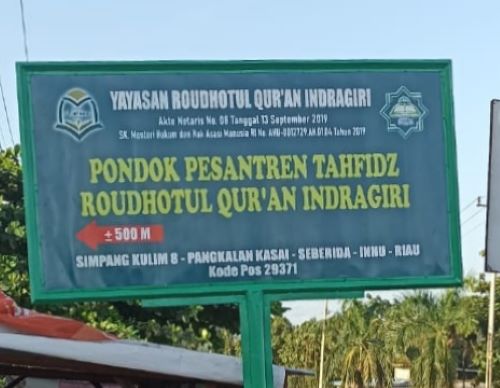 YAYASAN ROUDHOTUL QUR'AN INDRAGIRI
Akte Notaris No. 08 Tanggal 13 September 2019
SK. Menteri Hukum dan Hak Asasi Manusia RI No. AHU-0012729.AH.01.04 Tahun 2019
PONDOK PESANTREN TAHFIDZ
ROUDHOTUL QUR'AN INDRAGIRI
± 500 M
SIMPANG KULIM 8 - PANGKALAN KASAI - SEBERIDA - INHU - RIAU
Kode Pos 29371